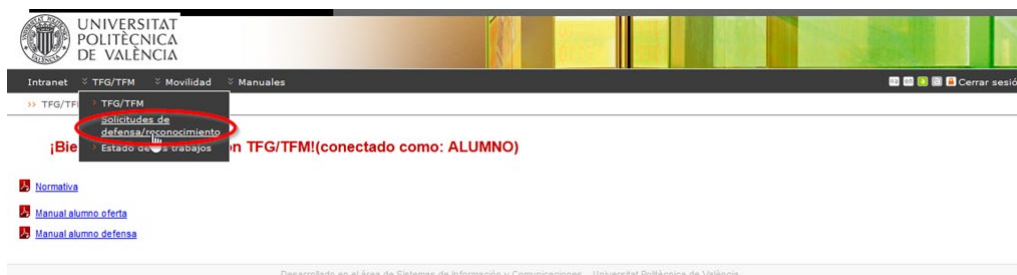 UNIVERSITAT
POLITÈCNICA
DE VALÈNCIA
Intranet TFG/TFM Movilidad Manuales Cerrar sesió
TFG/TF TFG/TFM
Solicitudes de
defensa/reconocimiento
¡Bie n TFG/TFM!(conectado como: ALUMNO)
Estado de s trabajos
Normativa
Manual alumno oferta
Manual alumno defensa
Desarrollado en el área de Sistemas de Información y Comunicaciones Universitat Politècnica de València